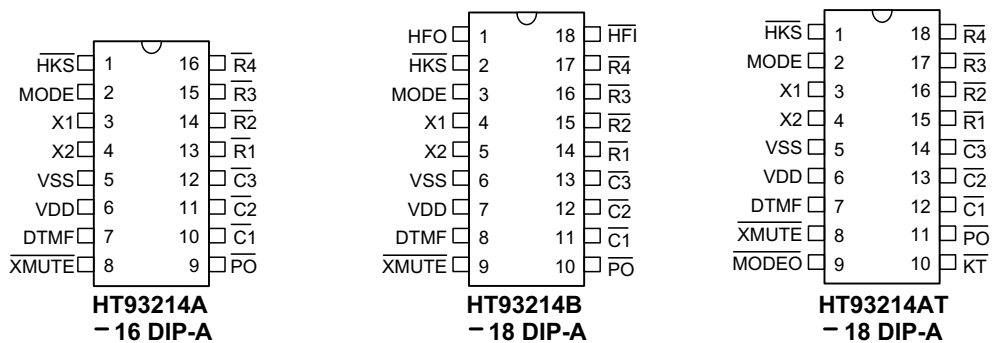 HKS 1 16 R4
MODE 2 15 R3
X1 3 14 R2
X2 4 13 R1
VSS 5 12 C3
VDD 6 11 C2
DTMF 7 10 C1
XMUTE 8 9 PO
HT93214A
– 16 DIP-A
HFO 1 18 HFI
HKS 2 17 R4
MODE 3 16 R3
X1 4 15 R2
X2 5 14 R1
VSS 6 13 C3
VDD 7 12 C2
DTMF 8 11 C1
XMUTE 9 10 PO
HT93214B
– 18 DIP-A
HKS 1 18 R4
MODE 2 17 R3
X1 3 16 R2
X2 4 15 R1
VSS 5 14 C3
VDD 6 13 C2
DTMF 7 12 C1
XMUTE 8 11 PO
MODEO 9 10 KT
HT93214AT
– 18 DIP-A